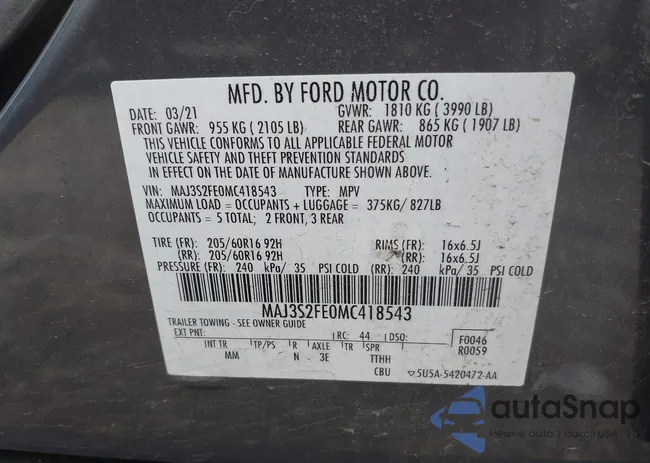 MFD. BY FORD MOTOR CO.
DATE: 03/21 GVWR: 1810 KG ( 3990 LB)
FRONT GAWR: 955 KG ( 2105 LB) REAR GAWR: 865 KG ( 1907 LB)
THIS VEHICLE CONFORMS TO ALL APPLICABLE FEDERAL MOTOR
VEHICLE SAFETY AND THEFT PREVENTION STANDARDS
IN EFFECT ON THE DATE OF MANUFACTURE SHOWN ABOVE.
VIN: MAJ3S2FE0MC418543 TYPE: MPV
MAXIMUM LOAD = OCCUPANTS + LUGGAGE = 375KG/ 827LB
OCCUPANTS = 5 TOTAL; 2 FRONT, 3 REAR
TIRE (FR): 205/60R16 92H RIMS (FR): 16x6.5J
(RR): 205/60R16 92H (RR): 16x6.5J
PRESSURE (FR): 240 kPa/ 35 PSI COLD (RR): 240 kPa/ 35 PSI COLD
MAJ3S2FE0MC418543
TRAILER TOWING - SEE OWNER GUIDE
EXT PNT: RC: 44 DSO: F0046
R0059
INT TR TP/PS R AXLE TR SPR
MM N 3E TTHH
CBU 5U5A-5420472-AA
autoSnap
Pewne auta z aukcji USA i E